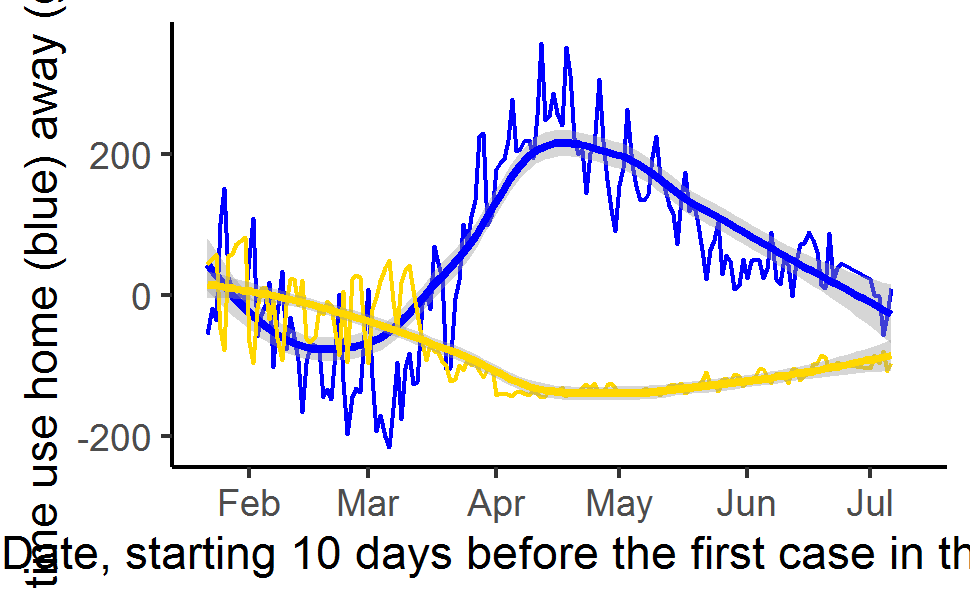 time use home (blue) away (
200
0
-200
Feb Mar Apr May Jun Jul
Date, starting 10 days before the first case in th